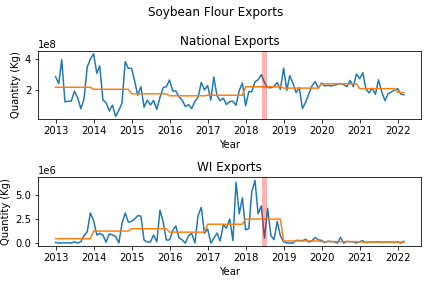 Soybean Flour Exports
National Exports
1e8
Quantity (Kg)
4
2
2013 2014 2015 2016 2017 2018 2019 2020 2021 2022
Year
WI Exports
1e6
Quantity (Kg)
5.0
2.5
0.0
2013 2014 2015 2016 2017 2018 2019 2020 2021 2022
Year